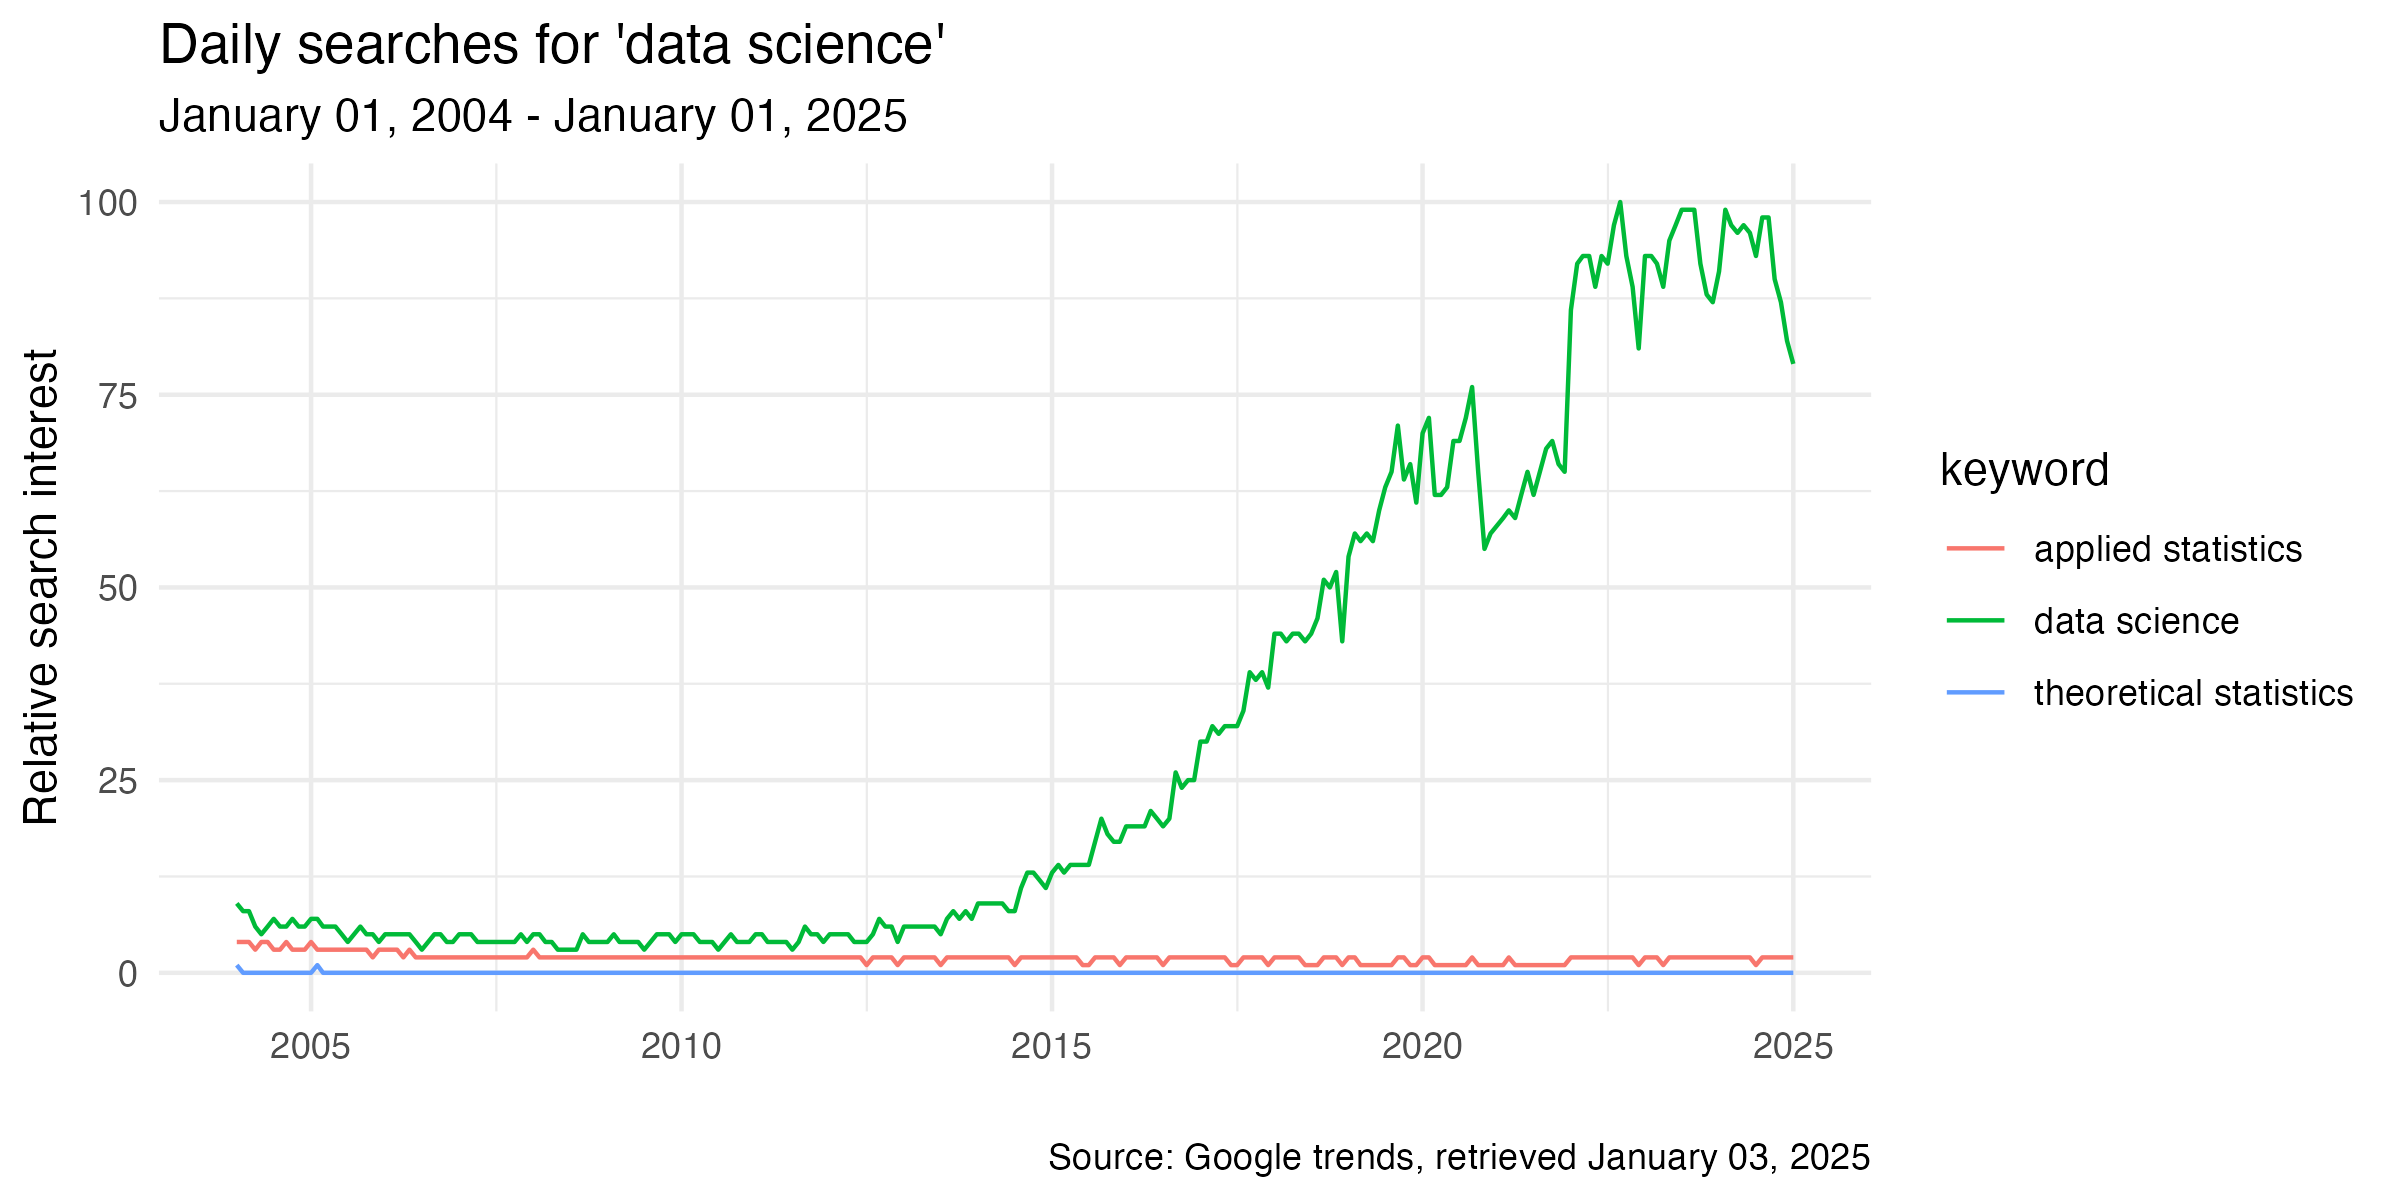 Daily searches for 'data science'
January 01, 2004 - January 01, 2025
Relative search interest
100
75
50
25
0
2005
2010
2015
2020
2025
keyword
applied statistics
data science
theoretical statistics
Source: Google trends, retrieved January 03, 2025